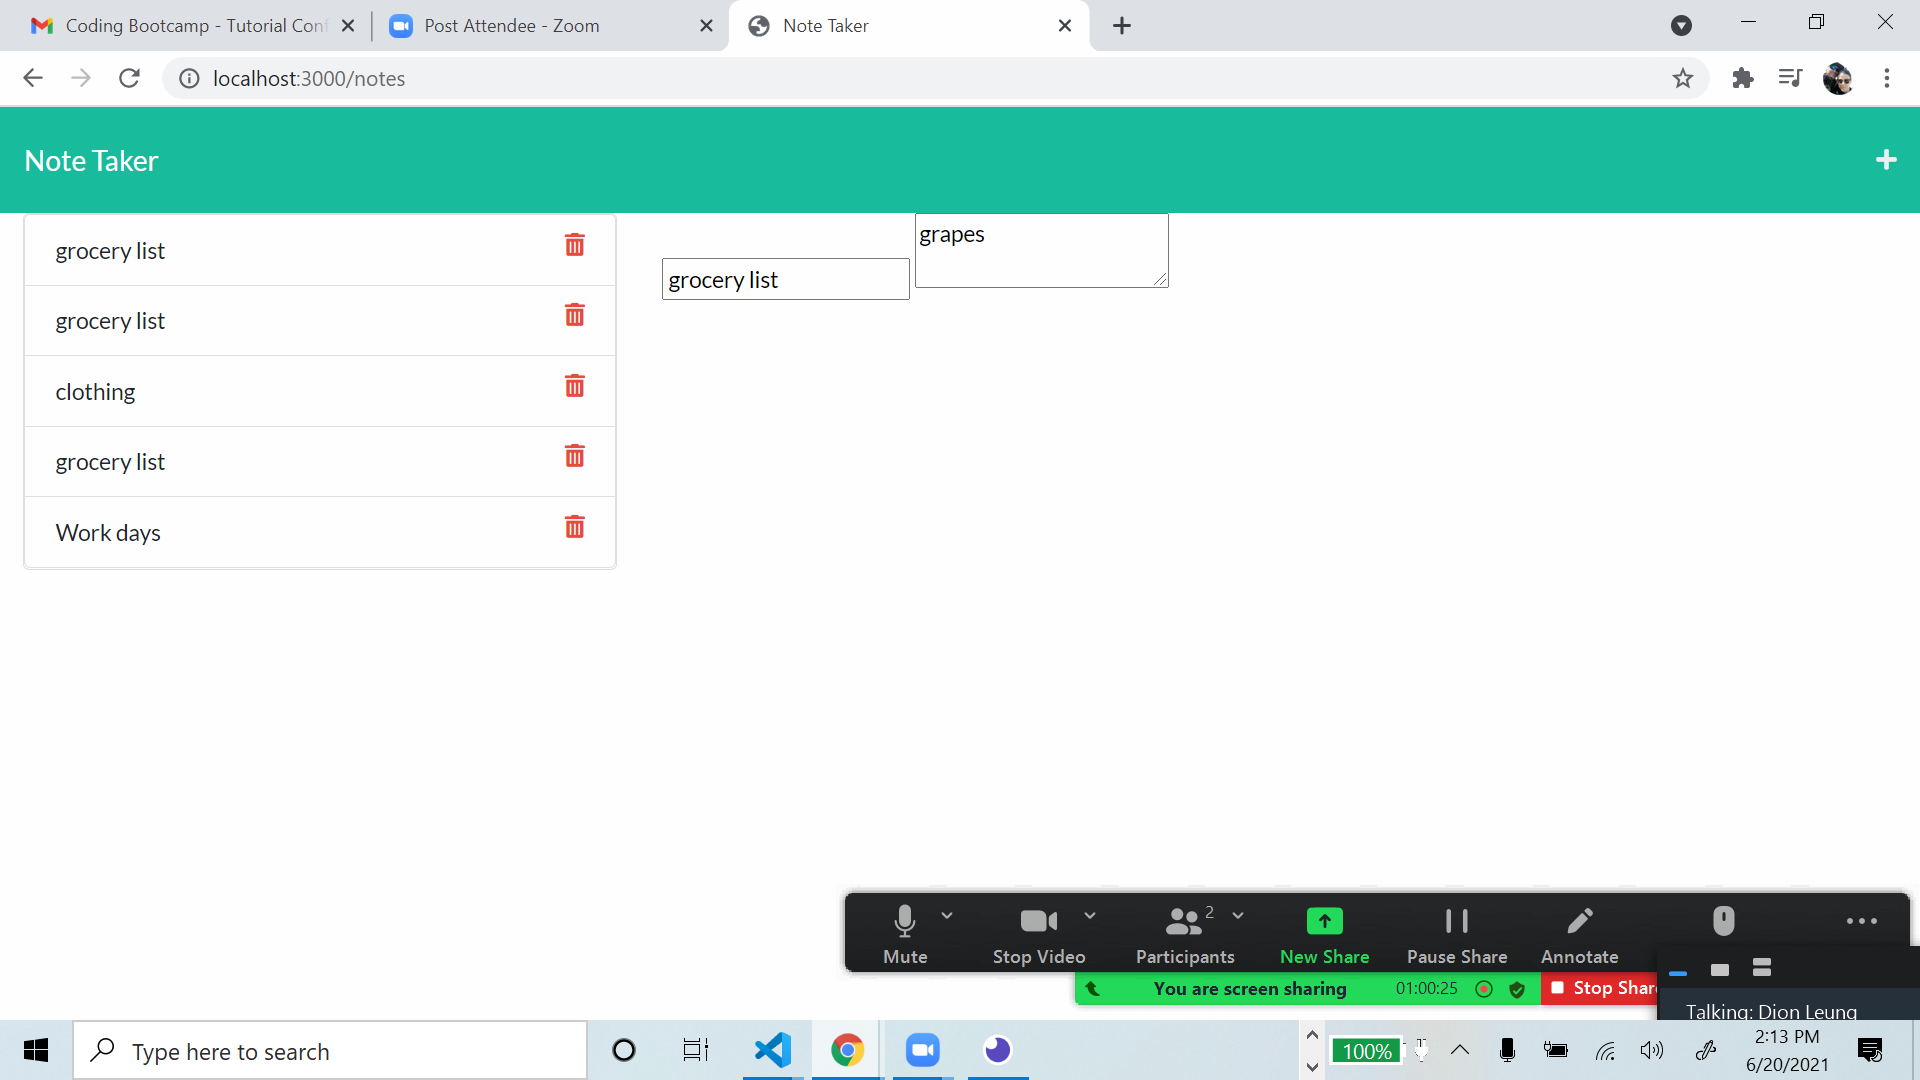 Coding Bootcamp - Tutorial Conf
Post Attendee - Zoom
Note Taker
localhost:3000/notes
Note Taker
grocery list
grocery list
clothing
grocery list
Work days
grapes
grocery list
Mute
Stop Video
2
Participants
New Share
Pause Share
Annotate
You are screen sharing
01:00:25
Stop Share
Talking: Dion Leung
Type here to search
100%
2:13 PM
6/20/2021